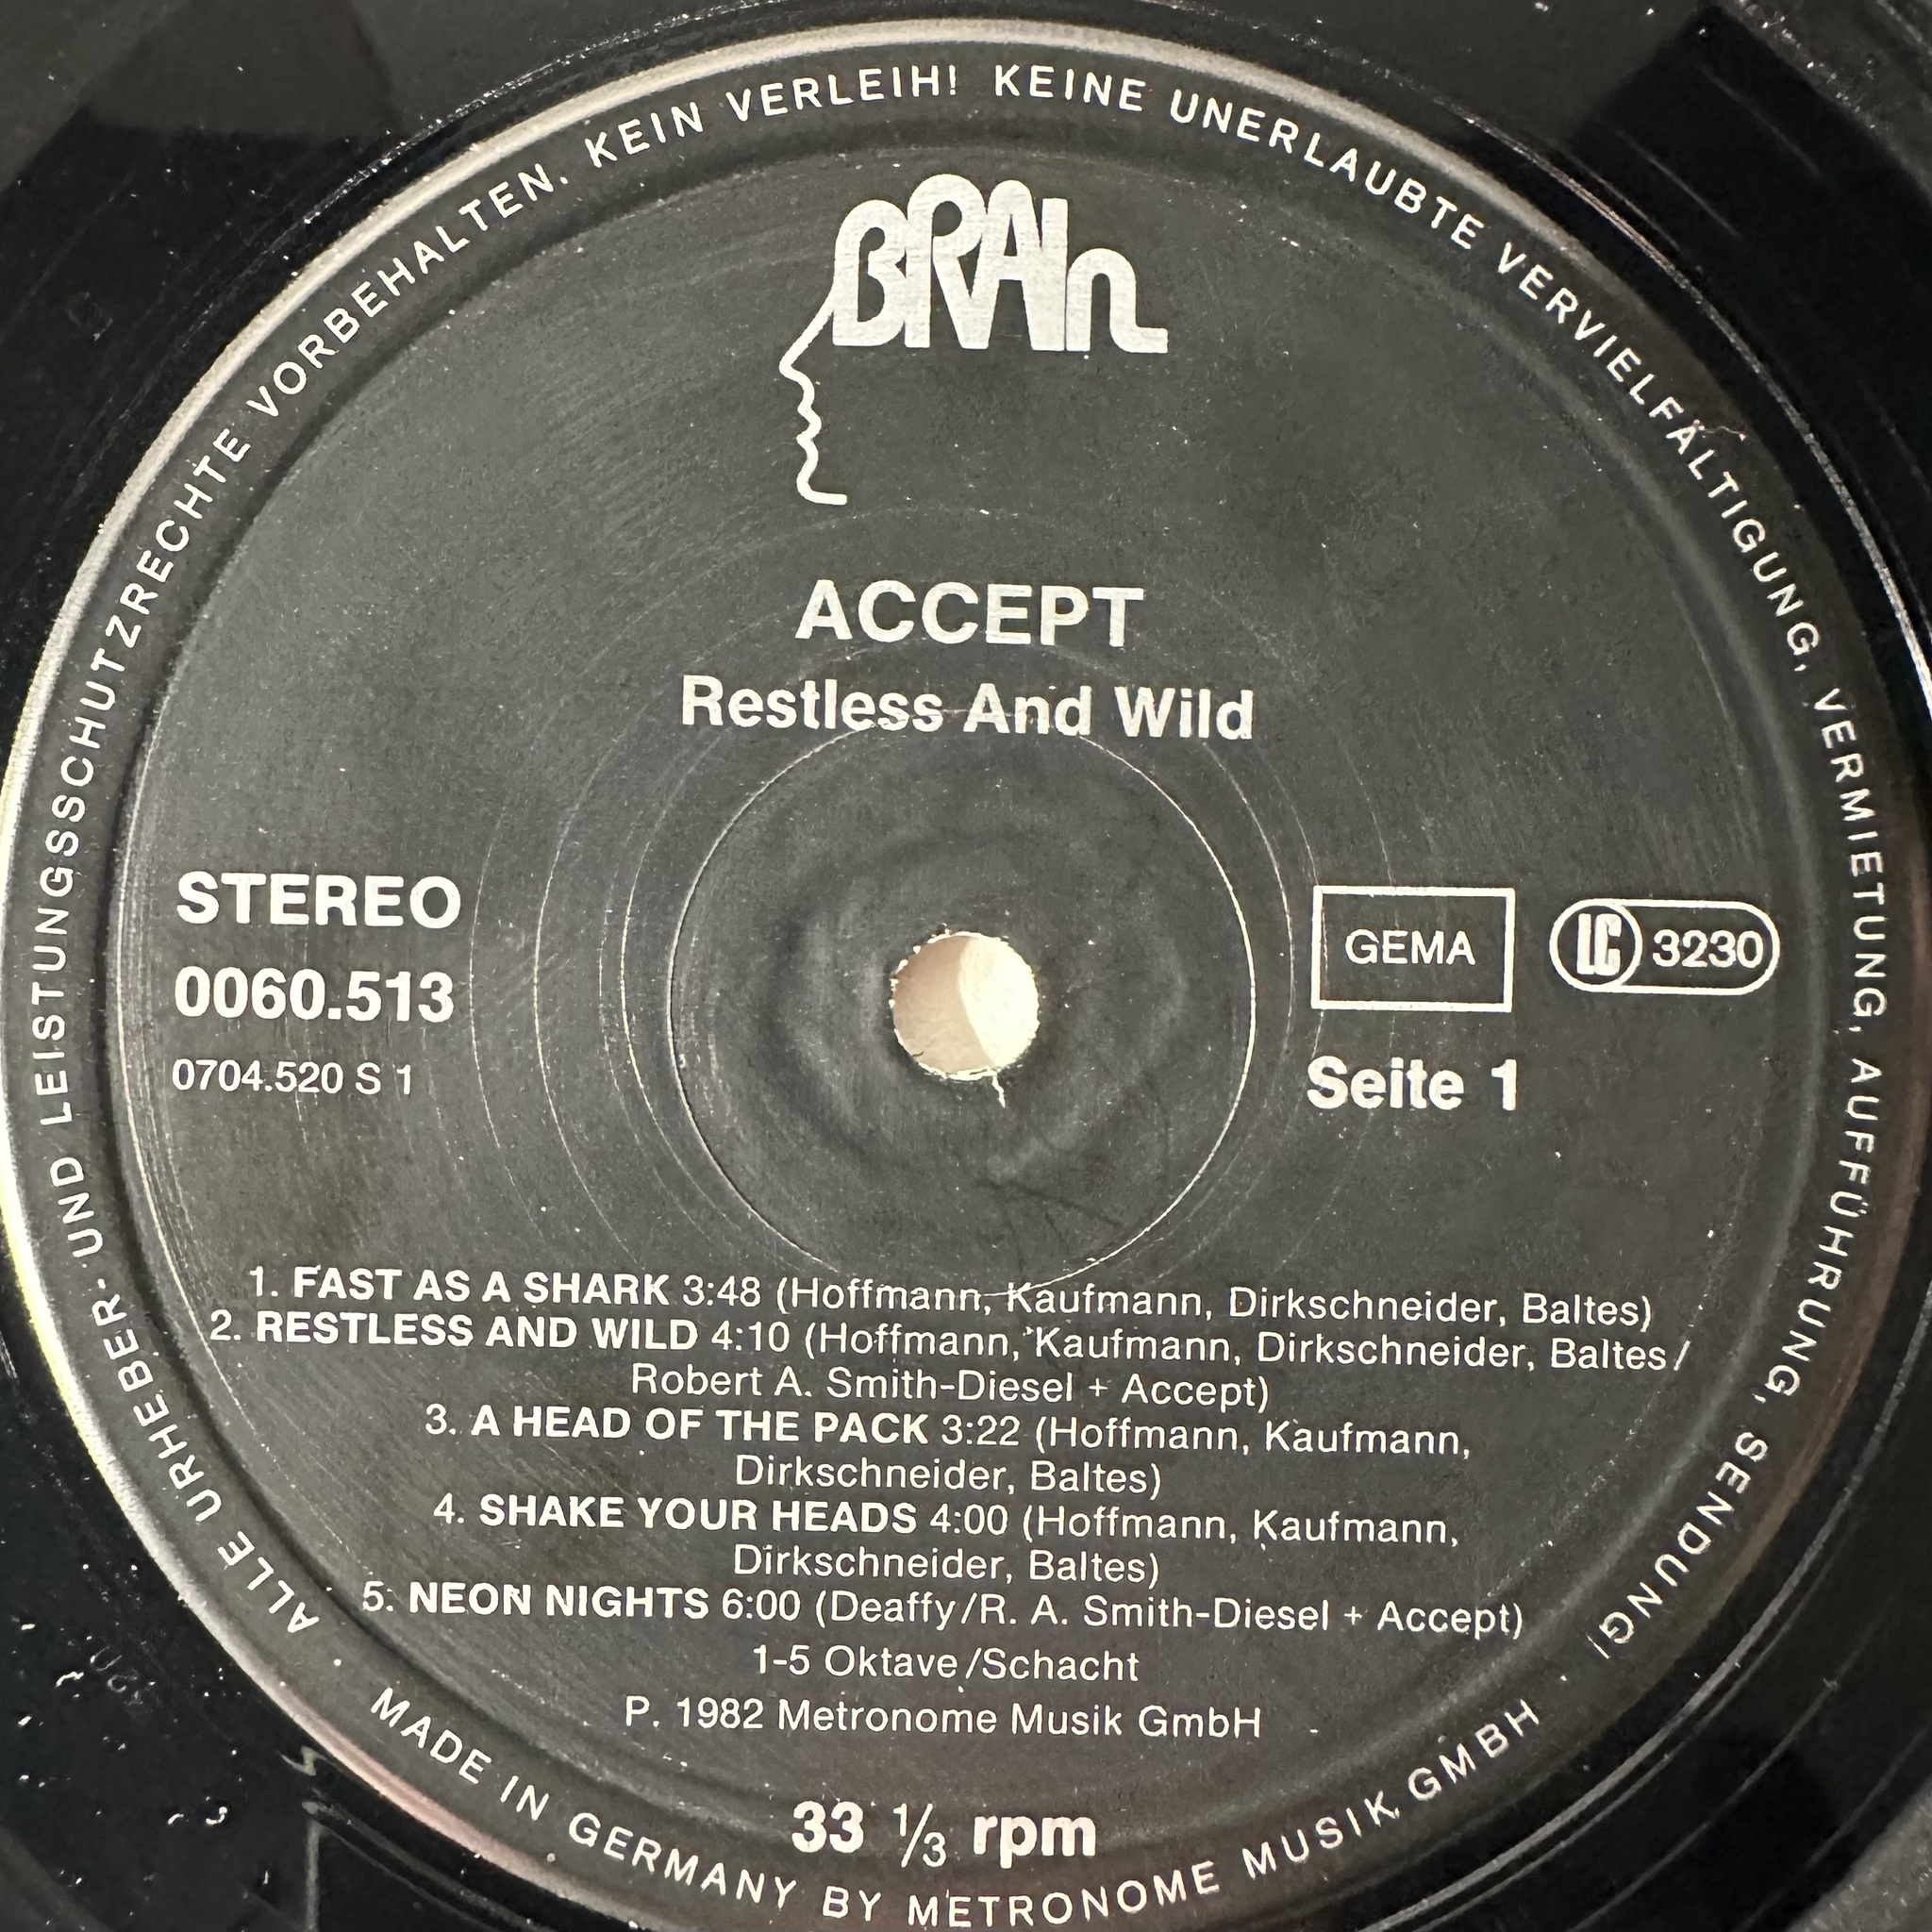 ALLE URHEBER- UND LEISTUNGSSCHUTZRECHTE VORBEHALTEN. KEIN VERLEIH! KEINE UNERLAUBTE VERVIELFÄLTIGUNG, VERMIETUNG, AUFFÜHRUNG, SENDUNG!
BRAIN
ACCEPT
Restless And Wild
STEREO
0060.513
0704.520 S 1
GEMA
LC 3230
Seite 1
1. FAST AS A SHARK 3:48 (Hoffmann, Kaufmann, Dirkschneider, Baltes)
2. RESTLESS AND WILD 4:10 (Hoffmann, Kaufmann, Dirkschneider, Baltes/
Robert A. Smith-Diesel + Accept)
3. A HEAD OF THE PACK 3:22 (Hoffmann, Kaufmann,
Dirkschneider, Baltes)
4. SHAKE YOUR HEADS 4:00 (Hoffmann, Kaufmann,
Dirkschneider, Baltes)
5. NEON NIGHTS 6:00 (Deaffy/R. A. Smith-Diesel + Accept)
1-5 Oktave/Schacht
P. 1982 Metronome Musik GmbH
33 1/3 rpm
MADE IN GERMANY BY METRONOME MUSIK GMBH